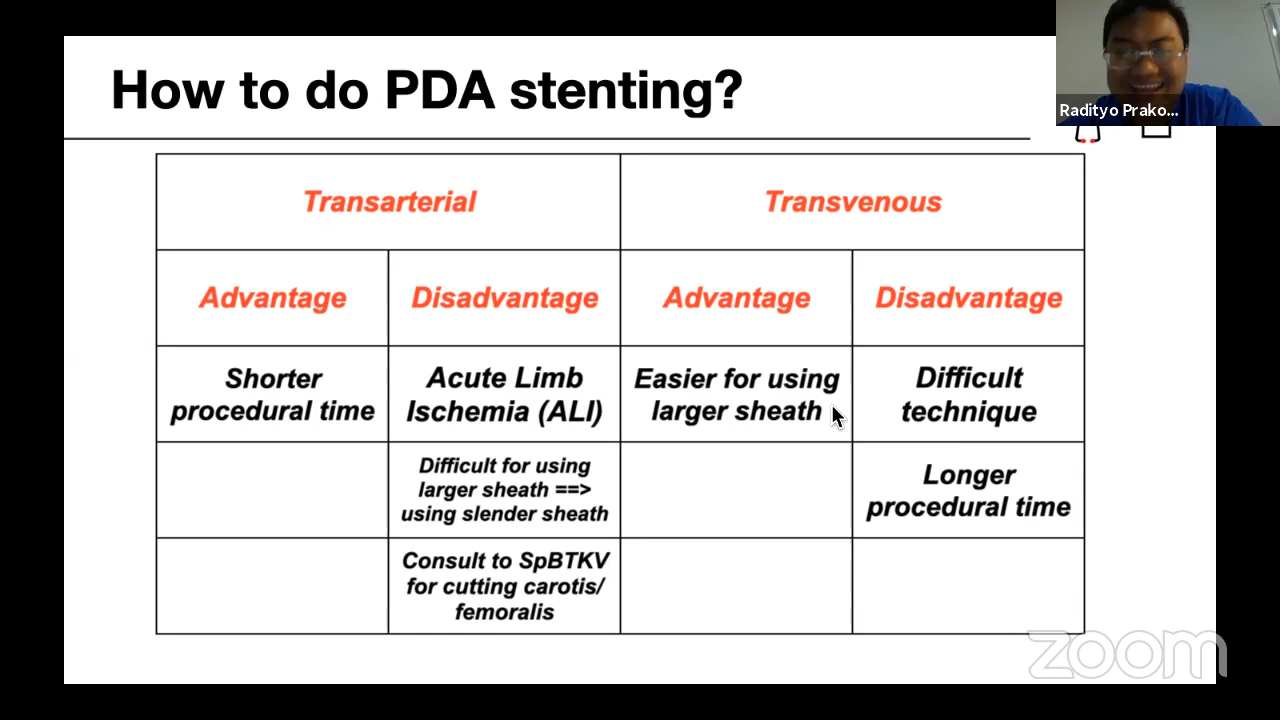 How to do PDA stenting?
Radityo Prako...
Transarterial
Transvenous
Advantage
Disadvantage
Advantage
Disadvantage
Shorter
procedural time
Acute Limb
Ischemia (ALI)
Easier for using
larger sheath
Difficult
technique
Difficult for using
larger sheath ==>
using slender sheath
Longer
procedural time
Consult to SpBTKV
for cutting carotis/
femoralis
zoom